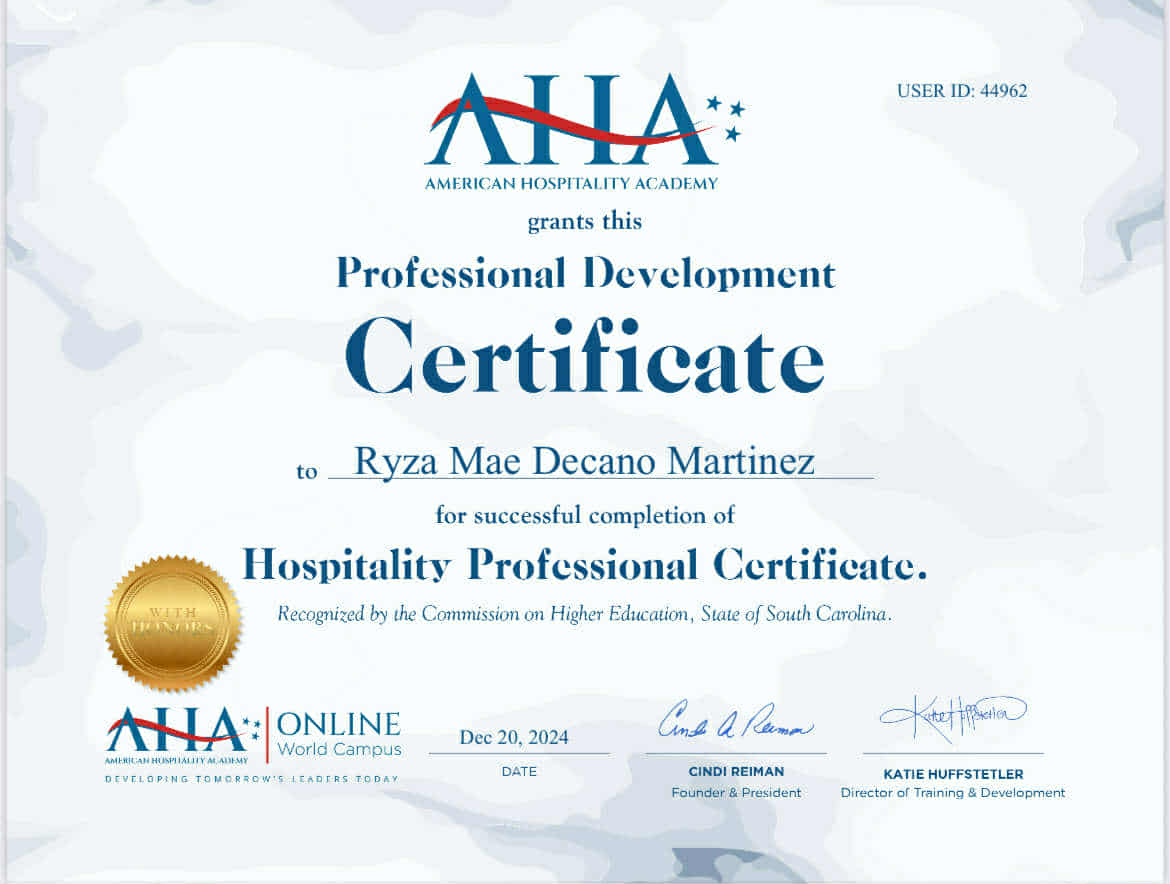 AHA
AMERICAN HOSPITALITY ACADEMY
USER ID: 44962
grants this
Professional Development
Certificate
to Ryza Mae Decano Martinez
for successful completion of
Hospitality Professional Certificate.
Recognized by the Commission on Higher Education, State of South Carolina.
WITH
HONORS
AHA
AMERICAN HOSPITALITY ACADEMY
ONLINE
World Campus
DEVELOPING TOMORROW'S LEADERS TODAY
Dec 20, 2024
DATE
Cindi A Reiman
CINDI REIMAN
Founder & President
Katie Huffstetler
KATIE HUFFSTETLER
Director of Training & Development